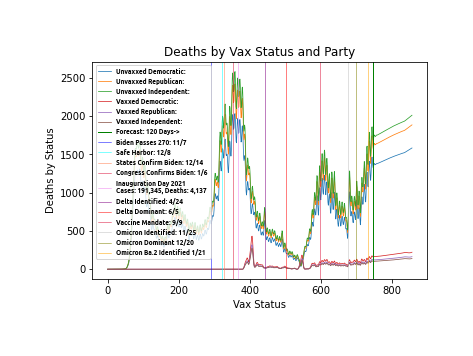 Deaths by Vax Status and Party
Deaths by Status
2500
2000
1500
1000
500
0
Unvaxxed Democratic:
Unvaxxed Republican:
Unvaxxed Independent:
Vaxxed Democratic:
Vaxxed Republican:
Vaxxed Independent:
Forecast: 120 Days->
Biden Passes 270: 11/7
Safe Harbor: 12/8
States Confirm Biden: 12/14
Congress Confirms Biden: 1/6
Inauguration Day 2021
Cases: 191,345, Deaths: 4,137
Delta Identified: 4/24
Delta Dominant: 6/5
Vaccine Mandate: 9/9
Omicron Identified: 11/25
Omicron Dominant 12/20
Omicron Ba.2 Identified 1/21
0 200 400 600 800
Vax Status